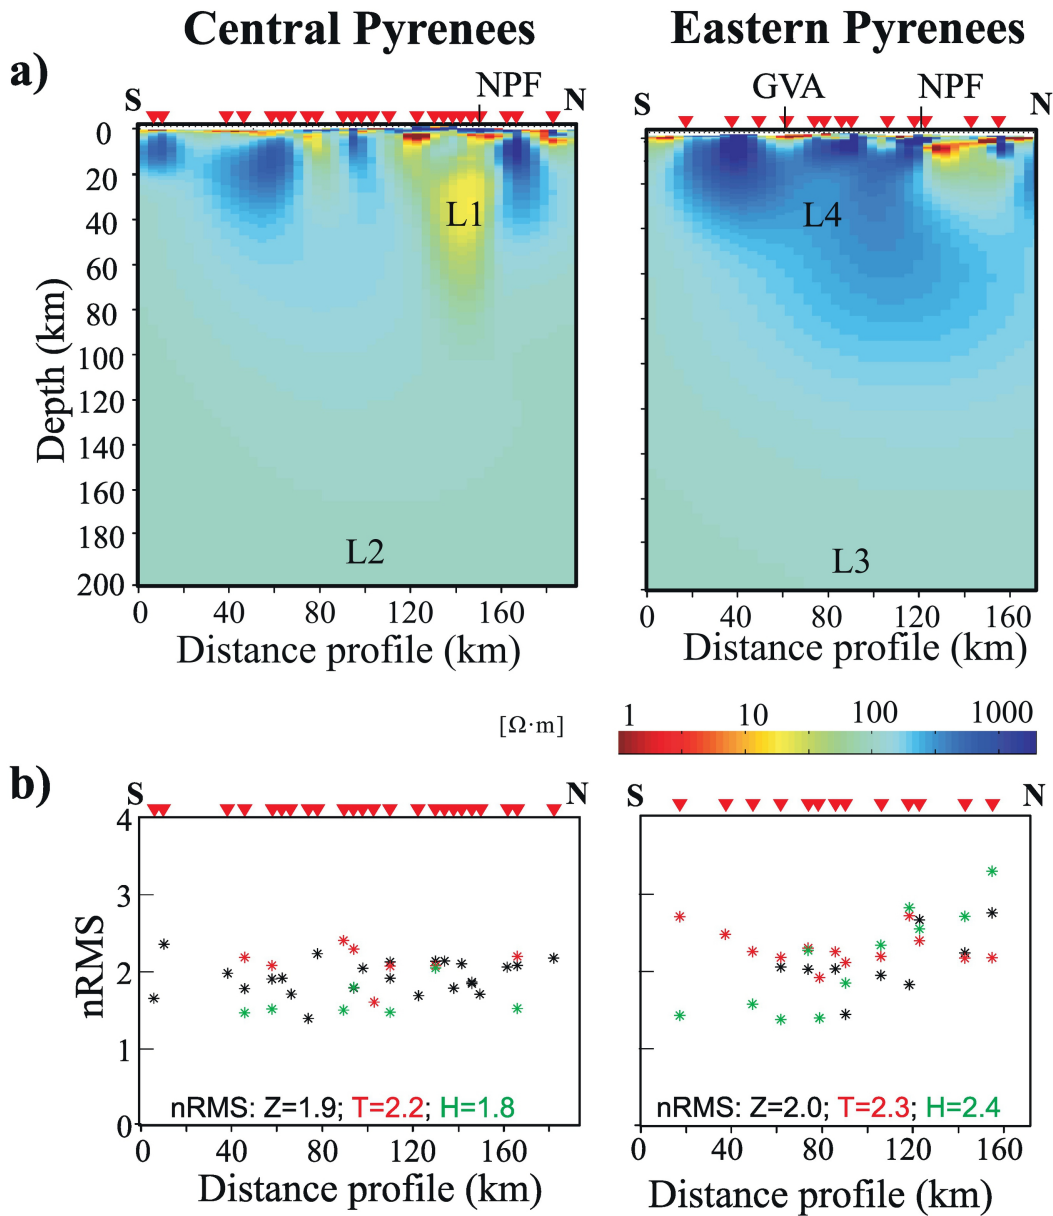 Central Pyrenees
Eastern Pyrenees
a)
S
NPF
N
S
GVA
NPF
N
0
20
40
60
80
100
120
140
160
180
200
Depth (km)
L1
L2
L4
L3
0 40 80 120 160
Distance profile (km)
0 40 80 120 160
Distance profile (km)
[Ω·m]
1 10 100 1000
b)
S
N
S
N
4
3
2
1
0
nRMS
nRMS: Z=1.9; T=2.2; H=1.8
nRMS: Z=2.0; T=2.3; H=2.4
0 40 80 120 160
Distance profile (km)
0 40 80 120 160
Distance profile (km)